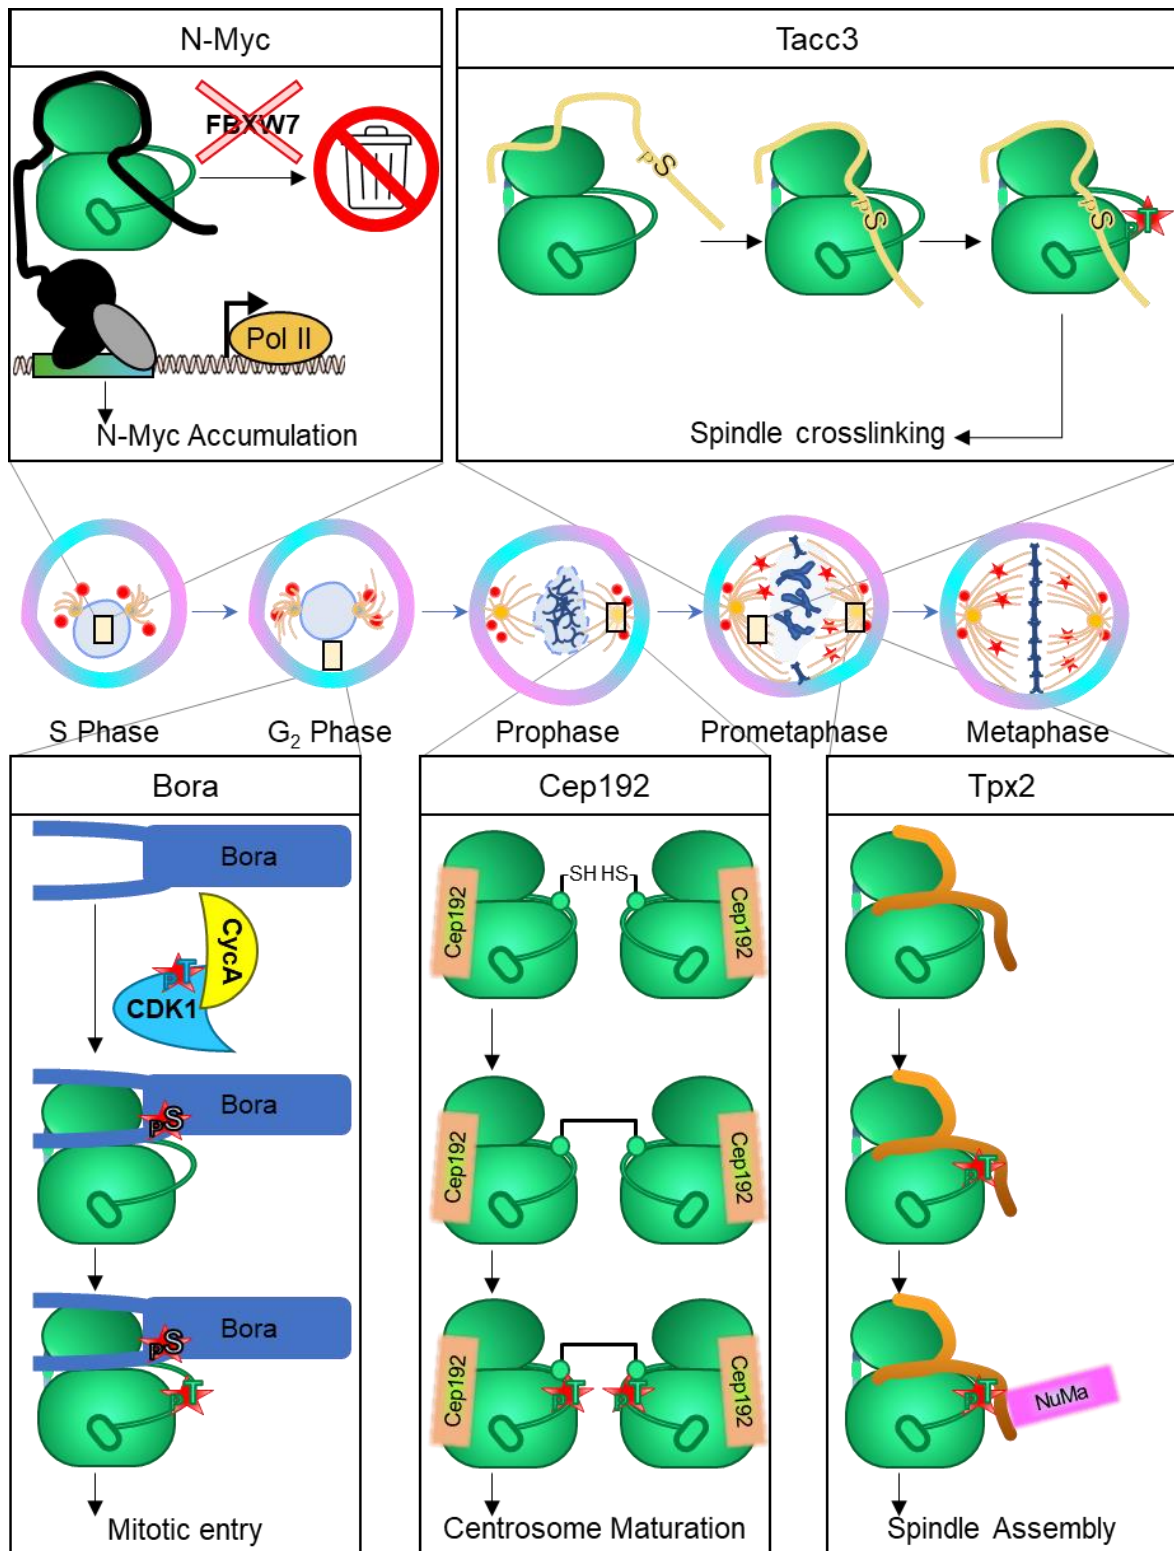 N-Myc
FBXW7
Pol II
N-Myc Accumulation
Tacc3
pS
pS
pS
pT
Spindle crosslinking
S Phase
G₂ Phase
Prophase
Prometaphase
Metaphase
Bora
Bora
CycA
pT
CDK1
Bora
pS
Bora
pS
pT
Mitotic entry
Cep192
SH HS
Cep192
Cep192
Cep192
Cep192
Cep192
Cep192
pT
pT
Centrosome Maturation
Tpx2
pT
pT
NuMa
Spindle Assembly